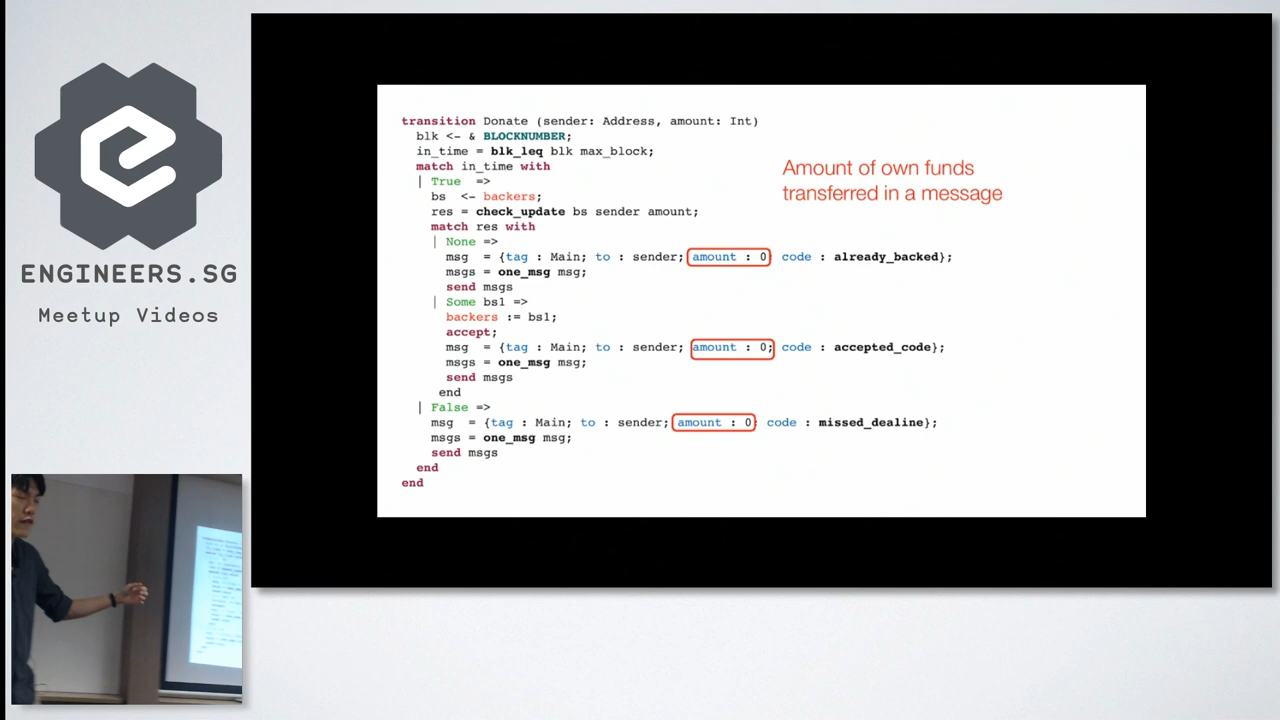 ENGINEERS.SG
Meetup Videos
transition Donate (sender: Address, amount: Int)
blk <- & BLOCKNUMBER;
in_time = blk_leq blk max_block;
match in_time with
| True =>
bs <- backers;
res = check_update bs sender amount;
match res with
| None =>
msg = {tag : Main; to : sender; amount : 0; code : already_backed};
msgs = one_msg msg;
send msgs
| Some bs1 =>
backers := bs1;
accept;
msg = {tag : Main; to : sender; amount : 0; code : accepted_code};
msgs = one_msg msg;
send msgs
end
| False =>
msg = {tag : Main; to : sender; amount : 0; code : missed_dealine};
msgs = one_msg msg;
send msgs
end
end
Amount of own funds
transferred in a message